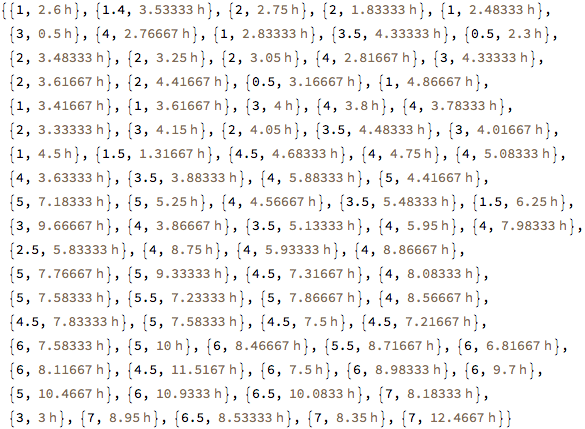 {{1, 2.6 h}, {1.4, 3.53333 h}, {2, 2.75 h}, {2, 1.83333 h}, {1, 2.48333 h},
{3, 0.5 h}, {4, 2.76667 h}, {1, 2.83333 h}, {3.5, 4.33333 h}, {0.5, 2.3 h},
{2, 3.48333 h}, {2, 3.25 h}, {2, 3.05 h}, {4, 2.81667 h}, {3, 4.33333 h},
{2, 3.61667 h}, {2, 4.41667 h}, {0.5, 3.16667 h}, {1, 4.86667 h},
{1, 3.41667 h}, {1, 3.61667 h}, {3, 4 h}, {4, 3.8 h}, {4, 3.78333 h},
{2, 3.33333 h}, {3, 4.15 h}, {2, 4.05 h}, {3.5, 4.48333 h}, {3, 4.01667 h},
{1, 4.5 h}, {1.5, 1.31667 h}, {4.5, 4.68333 h}, {4, 4.75 h}, {4, 5.08333 h},
{4, 3.63333 h}, {3.5, 3.88333 h}, {4, 5.88333 h}, {5, 4.41667 h},
{5, 7.18333 h}, {5, 5.25 h}, {4, 4.56667 h}, {3.5, 5.48333 h}, {1.5, 6.25 h},
{3, 9.66667 h}, {4, 3.86667 h}, {3.5, 5.13333 h}, {4, 5.95 h}, {4, 7.98333 h},
{2.5, 5.83333 h}, {4, 8.75 h}, {4, 5.93333 h}, {4, 8.86667 h},
{5, 7.76667 h}, {5, 9.33333 h}, {4.5, 7.31667 h}, {4, 8.08333 h},
{5, 7.58333 h}, {5.5, 7.23333 h}, {5, 7.86667 h}, {4, 8.56667 h},
{4.5, 7.83333 h}, {5, 7.58333 h}, {4.5, 7.5 h}, {4.5, 7.21667 h},
{6, 7.58333 h}, {5, 10 h}, {6, 8.46667 h}, {5.5, 8.71667 h}, {6, 6.81667 h},
{6, 8.11667 h}, {4.5, 11.5167 h}, {6, 7.5 h}, {6, 8.98333 h}, {6, 9.7 h},
{5, 10.4667 h}, {6, 10.9333 h}, {6.5, 10.0833 h}, {7, 8.18333 h},
{3, 3 h}, {7, 8.95 h}, {6.5, 8.53333 h}, {7, 8.35 h}, {7, 12.4667 h}}